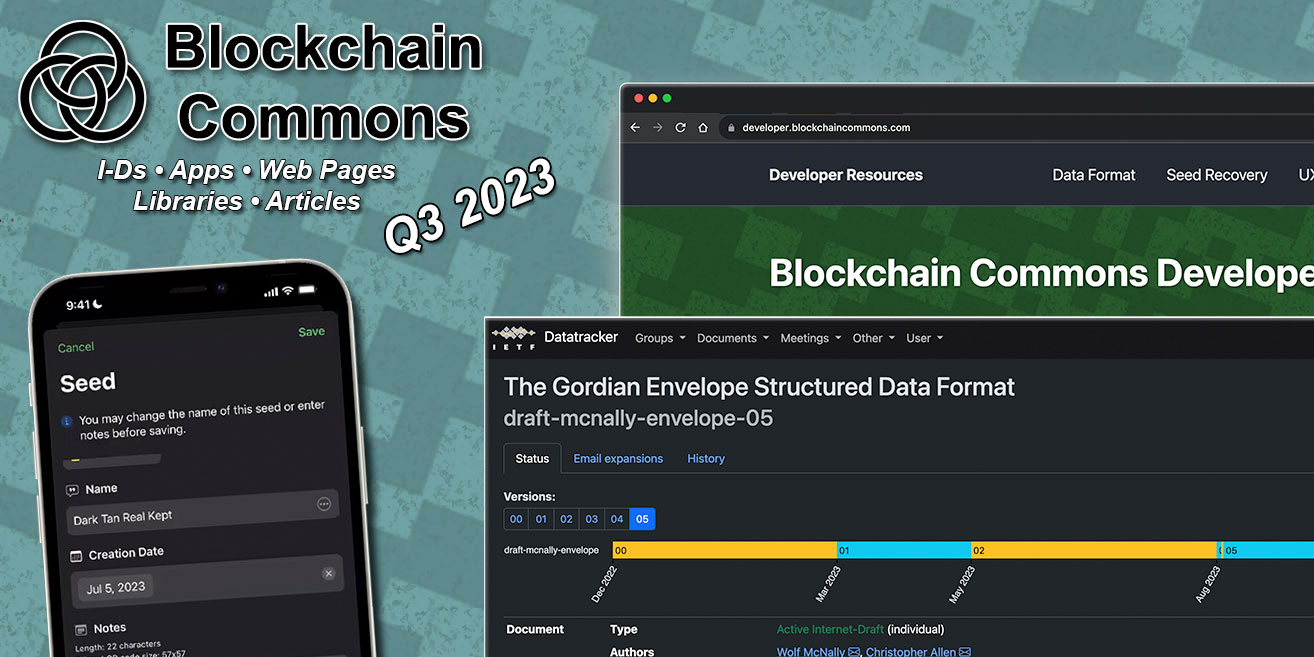 Blockchain
Commons
I-Ds • Apps • Web Pages
Libraries • Articles
Q3 2023
developer.blockchaincommons.com
Developer Resources
Data Format
Seed Recovery
Blockchain Commons Develope
9:41
Cancel
Save
Seed
You may change the name of this seed or enter
notes before saving.
Name
Dark Tan Real Kept
Creation Date
Jul 5, 2023
Notes
Length: 22 characters
IETF
Datatracker
Groups
Documents
Meetings
Other
User
The Gordian Envelope Structured Data Format
draft-mcnally-envelope-05
Status
Email expansions
History
Versions:
00 01 02 03 04 05
draft-mcnally-envelope
00
01
02
05
Dec 2022
Mar 2023
May 2023
Aug 2023
Document
Type
Active Internet-Draft (individual)
Authors
Wolf McNally
, Christopher Allen